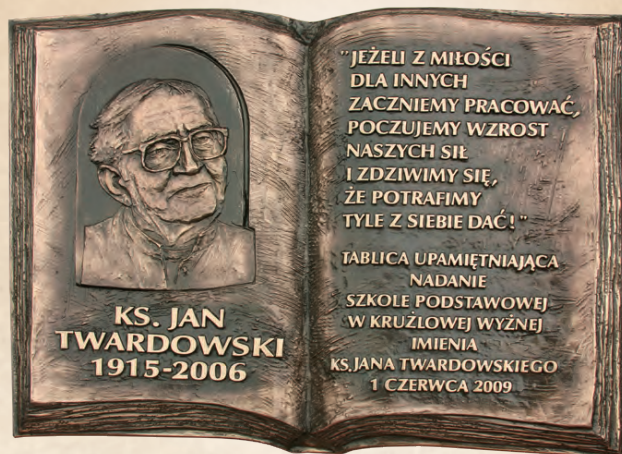 KS. JAN
TWARDOWSKI
1915-2006
"JEŻELI Z MIŁOŚCI
DLA INNYCH
ZACZNIEMY PRACOWAĆ,
POCZUJEMY WZROST
NASZYCH SIŁ
I ZDZIWIMY SIĘ,
ŻE POTRAFIMY
TYLE Z SIEBIE DAĆ!"
TABLICA UPAMIĘTNIAJĄCA
NADANIE
SZKOLE PODSTAWOWEJ
W KRUŻLOWEJ WYŻNEJ
IMIENIA
KS.JANA TWARDOWSKIEGO
1 CZERWCA 2009